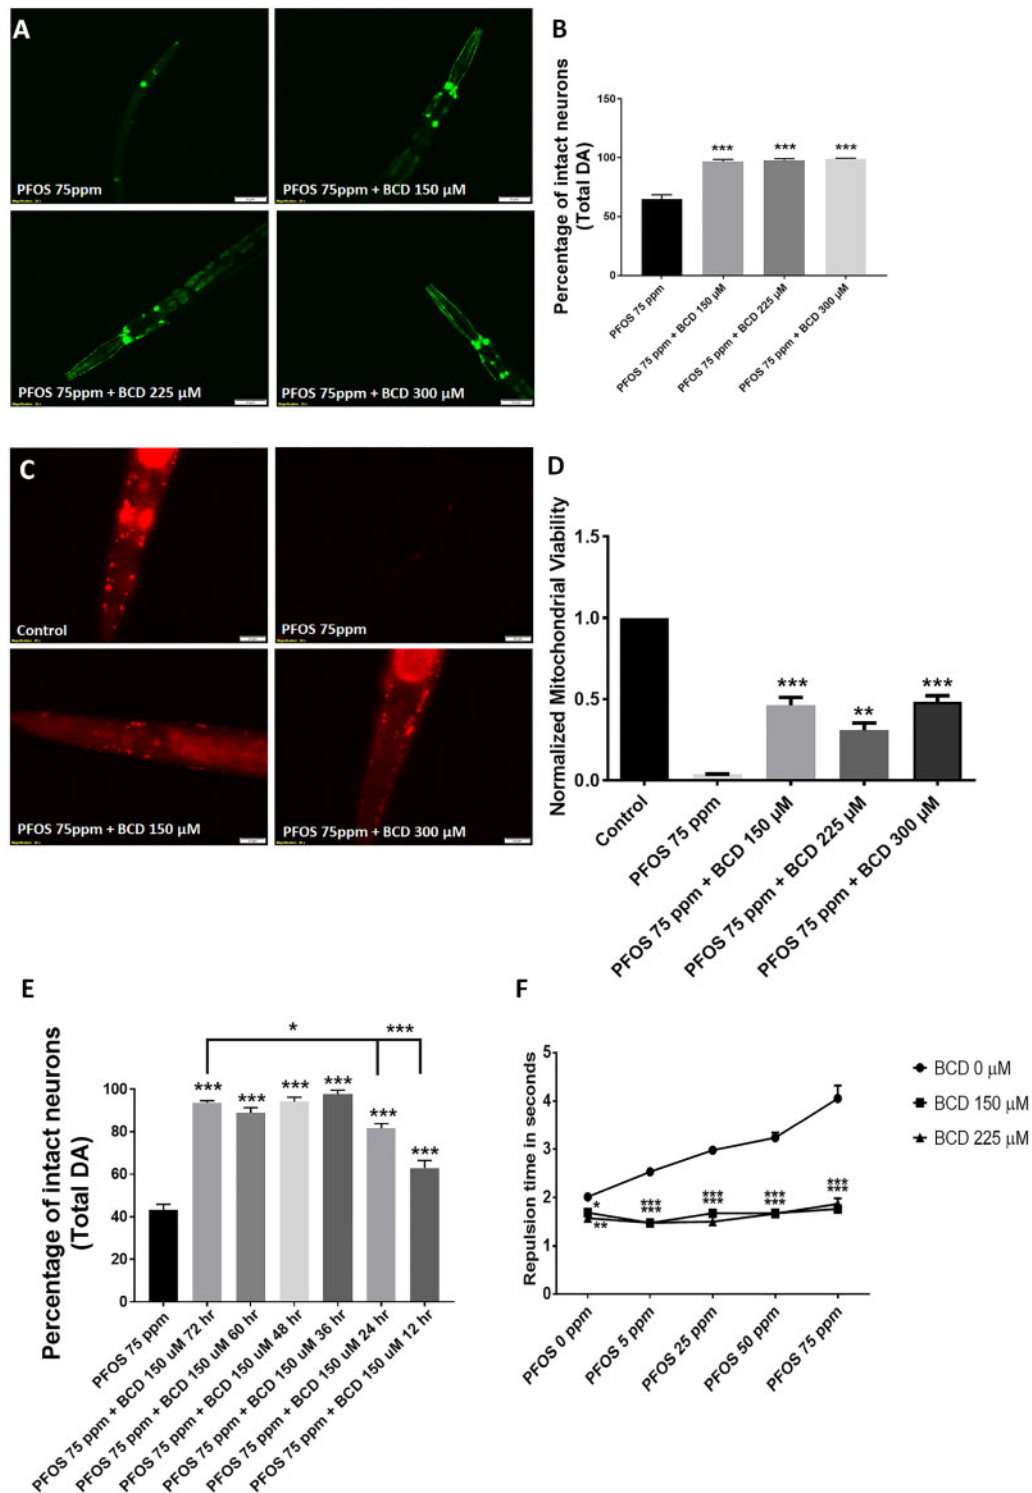 A
PFOS 75ppm
PFOS 75ppm + BCD 150 µM
PFOS 75ppm + BCD 225 µM
PFOS 75ppm + BCD 300 µM
B
Percentage of intact neurons
(Total DA)
150
100
50
0
***
***
***
PFOS 75 ppm
PFOS 75 ppm + BCD 150 µM
PFOS 75 ppm + BCD 225 µM
PFOS 75 ppm + BCD 300 µM
C
Control
PFOS 75ppm
PFOS 75ppm + BCD 150 µM
PFOS 75ppm + BCD 300 µM
D
Normalized Mitochondrial Viability
1.5
1.0
0.5
0.0
***
**
***
Control
PFOS 75 ppm
PFOS 75 ppm + BCD 150 µM
PFOS 75 ppm + BCD 225 µM
PFOS 75 ppm + BCD 300 µM
E
Percentage of intact neurons
(Total DA)
100
80
60
40
20
0
*
***
***
***
***
***
***
***
PFOS 75 ppm
PFOS 75 ppm + BCD 150 uM 72 hr
PFOS 75 ppm + BCD 150 uM 60 hr
PFOS 75 ppm + BCD 150 uM 48 hr
PFOS 75 ppm + BCD 150 uM 36 hr
PFOS 75 ppm + BCD 150 uM 24 hr
PFOS 75 ppm + BCD 150 uM 12 hr
F
Repulsion time in seconds
5
4
3
2
1
0
*
**
***
***
***
***
***
***
***
***
PFOS 0 ppm
PFOS 5 ppm
PFOS 25 ppm
PFOS 50 ppm
PFOS 75 ppm
BCD 0 µM
BCD 150 µM
BCD 225 µM